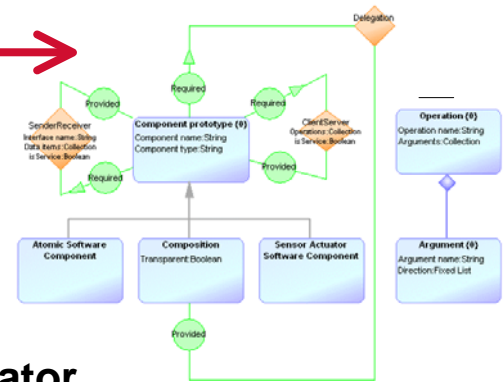 Delegation
Required
Provided
Required
SenderReceiver
Interface name:String
Data items:Collection
is Service:Boolean
Required
Component prototype (0)
Component name:String
Component type:String
ClientServer
Operations:Collection
is Service:Boolean
Provided
Operation (0)
Operation name:String
Arguments:Collection
Atomic Software
Component
Composition
Transparent:Boolean
Sensor Actuator
Software Component
Argument (0)
Argument name:String
Direction:Fixed List
Provided
ator